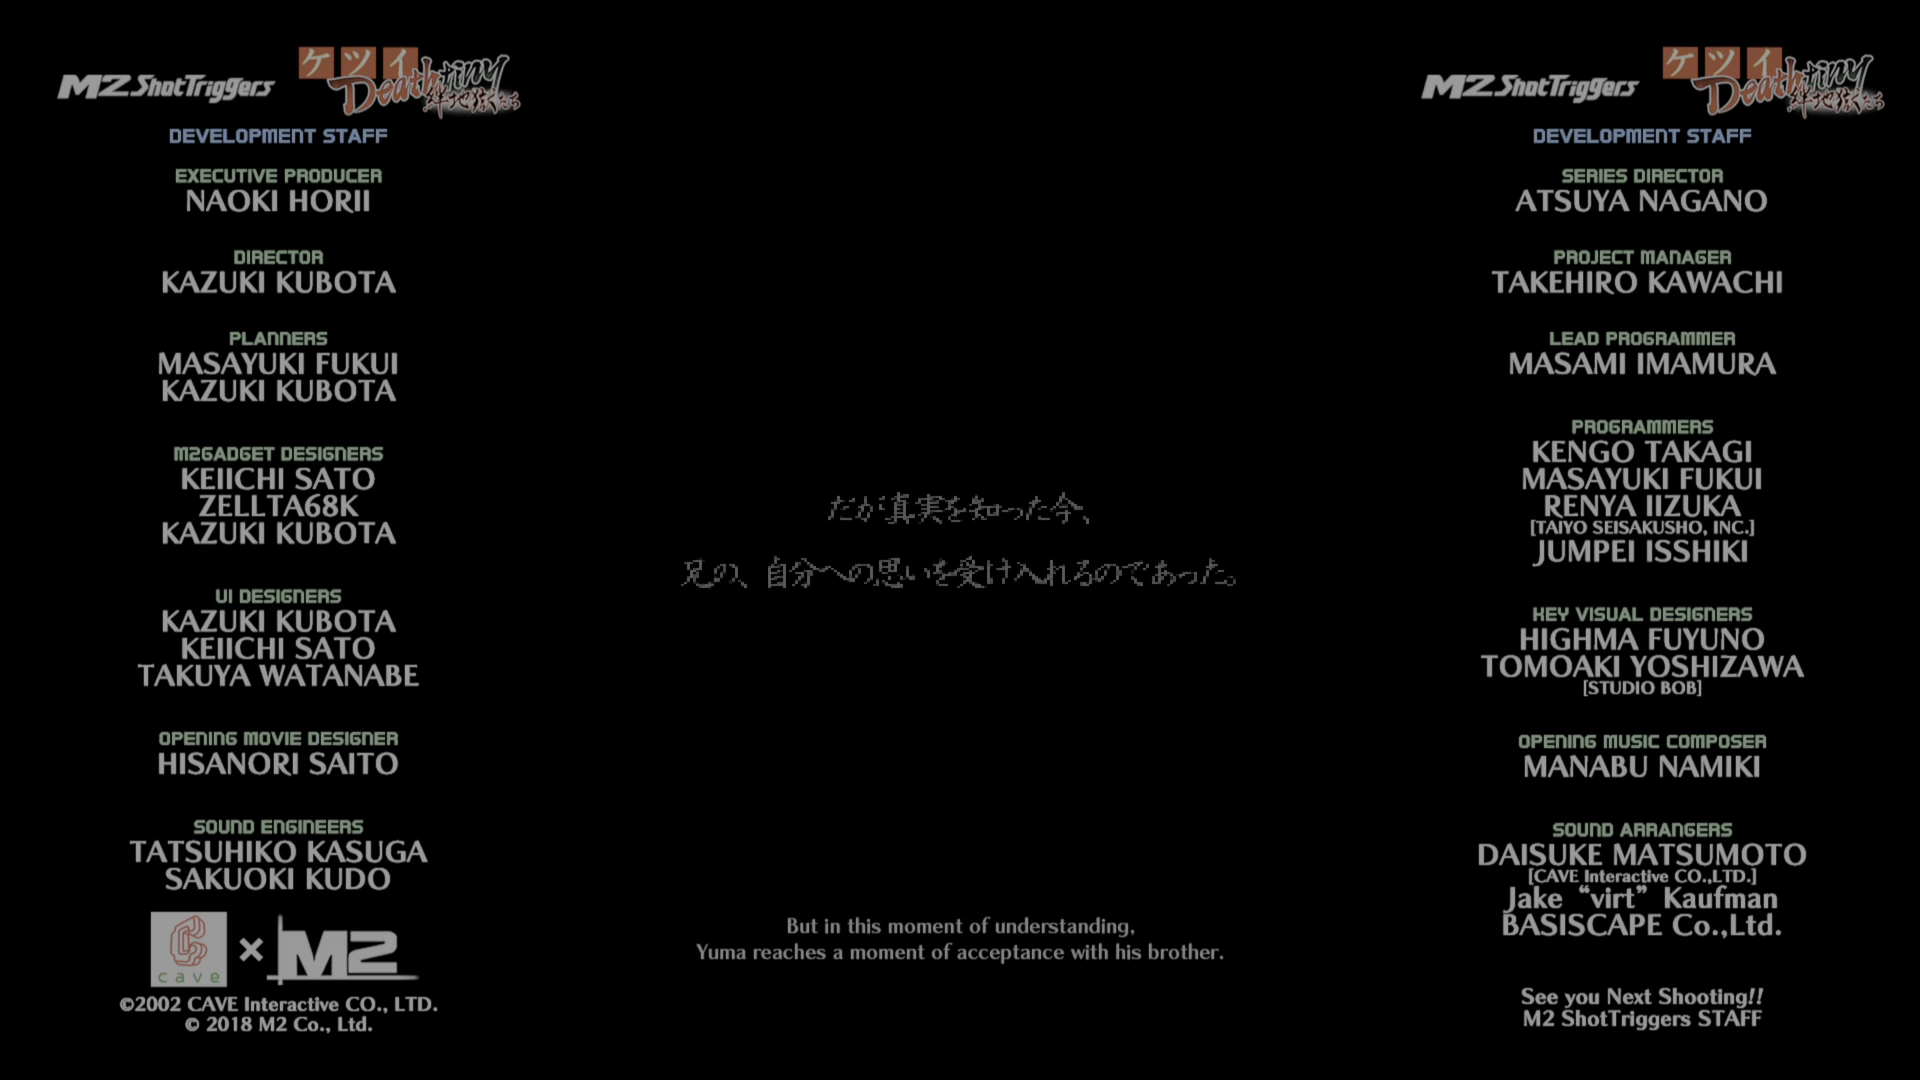 M2 ShotTriggers
ケツイ
Deathtiny
絆地獄たち
DEVELOPMENT STAFF
EXECUTIVE PRODUCER
NAOKI HORII
DIRECTOR
KAZUKI KUBOTA
PLANNERS
MASAYUKI FUKUI
KAZUKI KUBOTA
M2GADGET DESIGNERS
KEIICHI SATO
ZELLTA68K
KAZUKI KUBOTA
UI DESIGNERS
KAZUKI KUBOTA
KEIICHI SATO
TAKUYA WATANABE
OPENING MOVIE DESIGNER
HISANORI SAITO
SOUND ENGINEERS
TATSUHIKO KASUGA
SAKUOKI KUDO
cave × M2
©2002 CAVE Interactive CO., LTD.
© 2018 M2 Co., Ltd.
だが真実を知った今、
兄の、自分への思いを受け入れるのであった。
But in this moment of understanding,
Yuma reaches a moment of acceptance with his brother.
M2 ShotTriggers
ケツイ
Deathtiny
絆地獄たち
DEVELOPMENT STAFF
SERIES DIRECTOR
ATSUYA NAGANO
PROJECT MANAGER
TAKEHIRO KAWACHI
LEAD PROGRAMMER
MASAMI IMAMURA
PROGRAMMERS
KENGO TAKAGI
MASAYUKI FUKUI
RENYA IIZUKA
[TAIYO SEISAKUSHO, INC.]
JUMPEI ISSHIKI
KEY VISUAL DESIGNERS
HIGHMA FUYUNO
TOMOAKI YOSHIZAWA
[STUDIO BOB]
OPENING MUSIC COMPOSER
MANABU NAMIKI
SOUND ARRANGERS
DAISUKE MATSUMOTO
[CAVE Interactive CO.,LTD.]
Jake “virt” Kaufman
BASISCAPE Co.,Ltd.
See you Next Shooting!!
M2 ShotTriggers STAFF